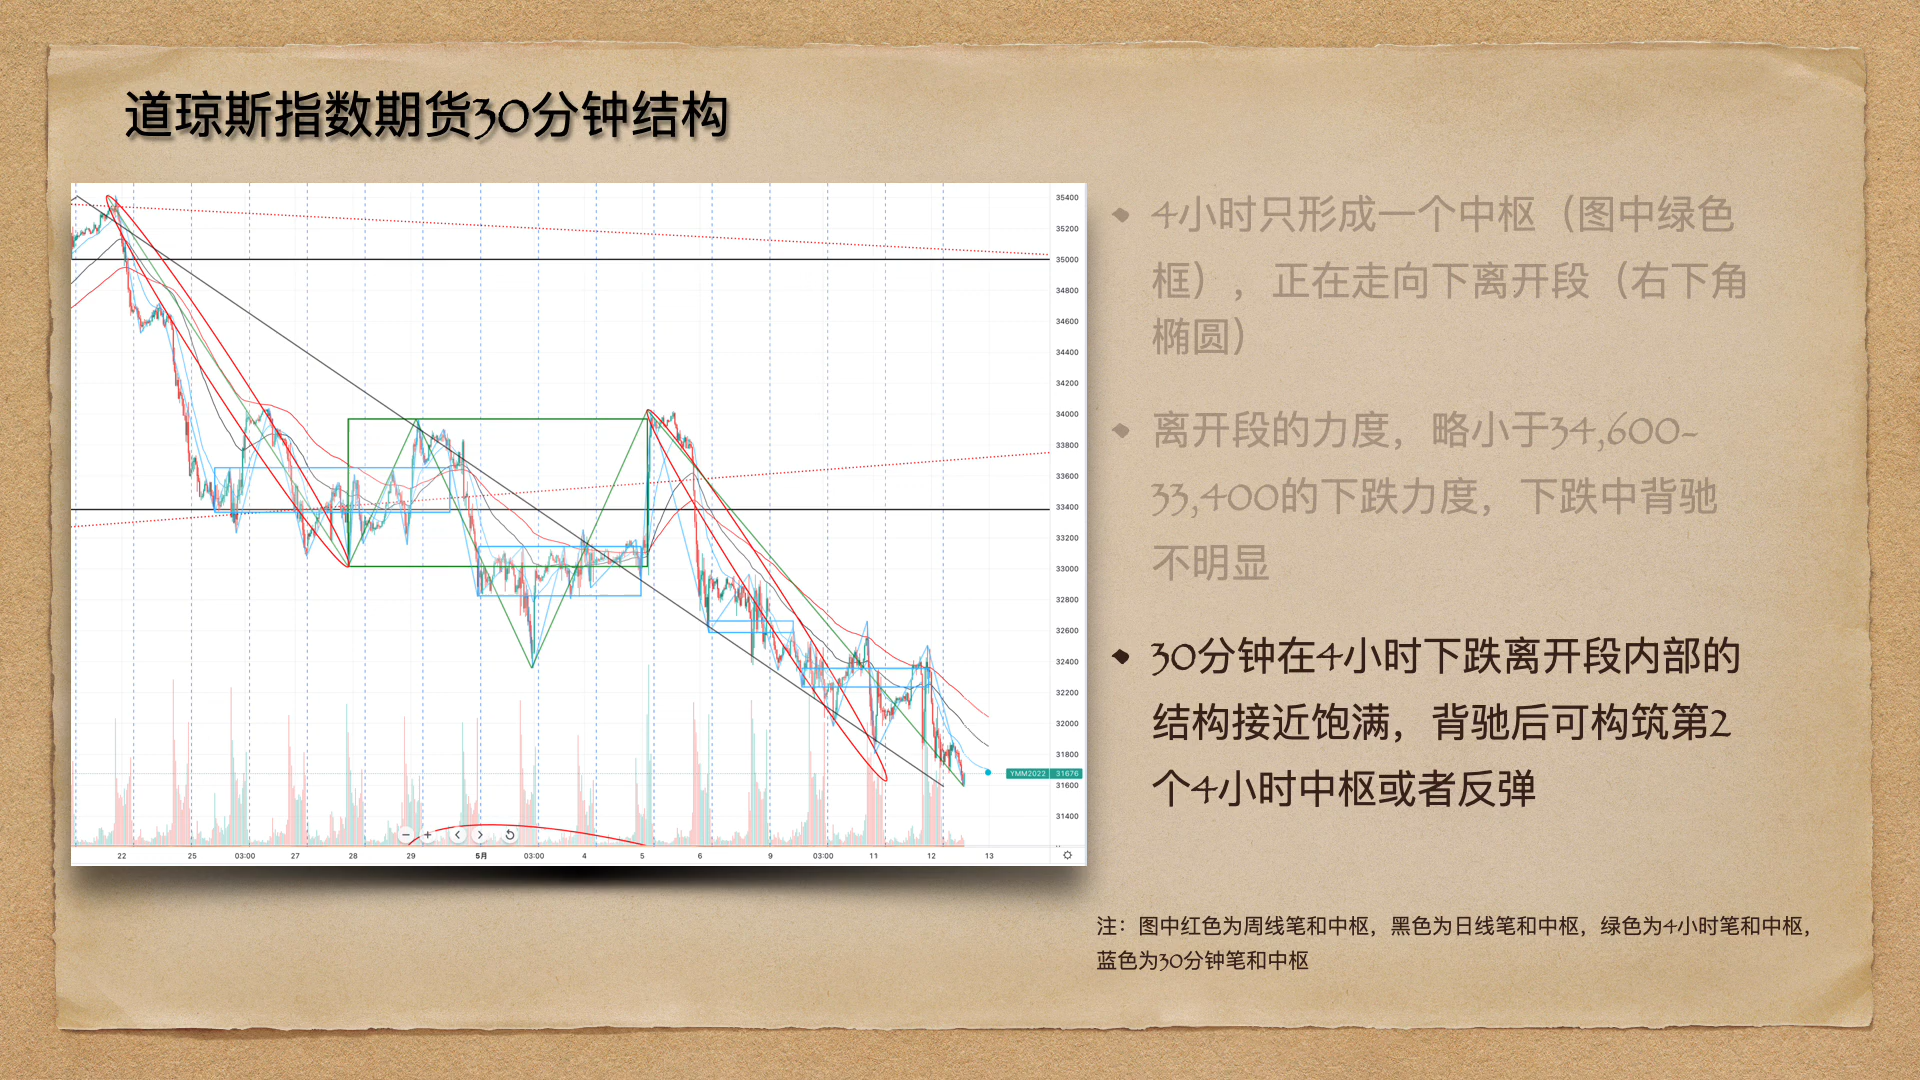 道琼斯指数期货30分钟结构
35400
35200
35000
34800
34600
34400
34200
34000
33800
33600
33400
33200
33000
32800
32600
32400
32200
32000
31800
YMM2022 31676
31600
31400
22 25 03:00 27 28 29 5月 03:00 4 5 6 9 03:00 11 12 13
4小时只形成一个中枢（图中绿色
框），正在走向下离开段（右下角
椭圆）
离开段的力度，略小于34,600-
33,400的下跌力度，下跌中背驰
不明显
30分钟在4小时下跌离开段内部的
结构接近饱满，背驰后可构筑第2
个4小时中枢或者反弹
注：图中红色为周线笔和中枢，黑色为日线笔和中枢，绿色为4小时笔和中枢，
蓝色为30分钟笔和中枢